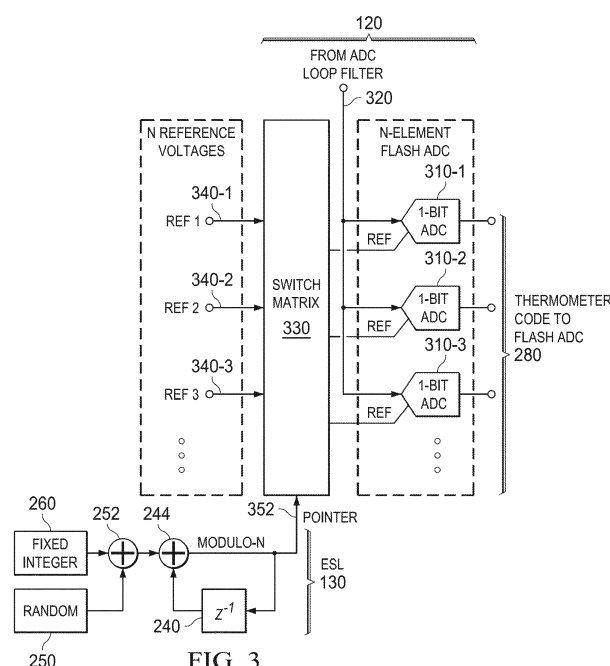 120
FROM ADC
LOOP FILTER
320
N REFERENCE
VOLTAGES
N-ELEMENT
FLASH ADC
340-1
REF 1
310-1
1-BIT
ADC
REF
340-2
REF 2
SWITCH
MATRIX
330
310-2
1-BIT
ADC
REF
THERMOMETER
CODE TO
FLASH ADC
280
340-3
REF 3
310-3
1-BIT
ADC
REF
352
POINTER
260
FIXED
INTEGER
252
244
MODULO-N
ESL
130
RANDOM
250
240
z-1
FIG. 3